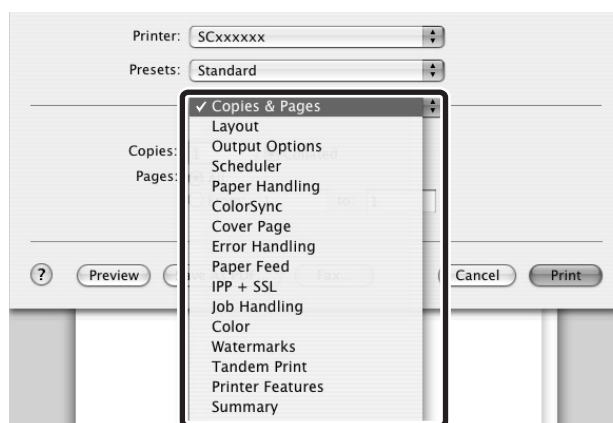 Printer: SCxxxxxx
Presets: Standard
✓ Copies & Pages
Layout
Copies: Output Options
Scheduler
Pages: Paper Handling
ColorSync
to: 1
Cover Page
Error Handling
Paper Feed
? Preview Fax... Cancel Print
IPP + SSL
Job Handling
Color
Watermarks
Tandem Print
Printer Features
Summary